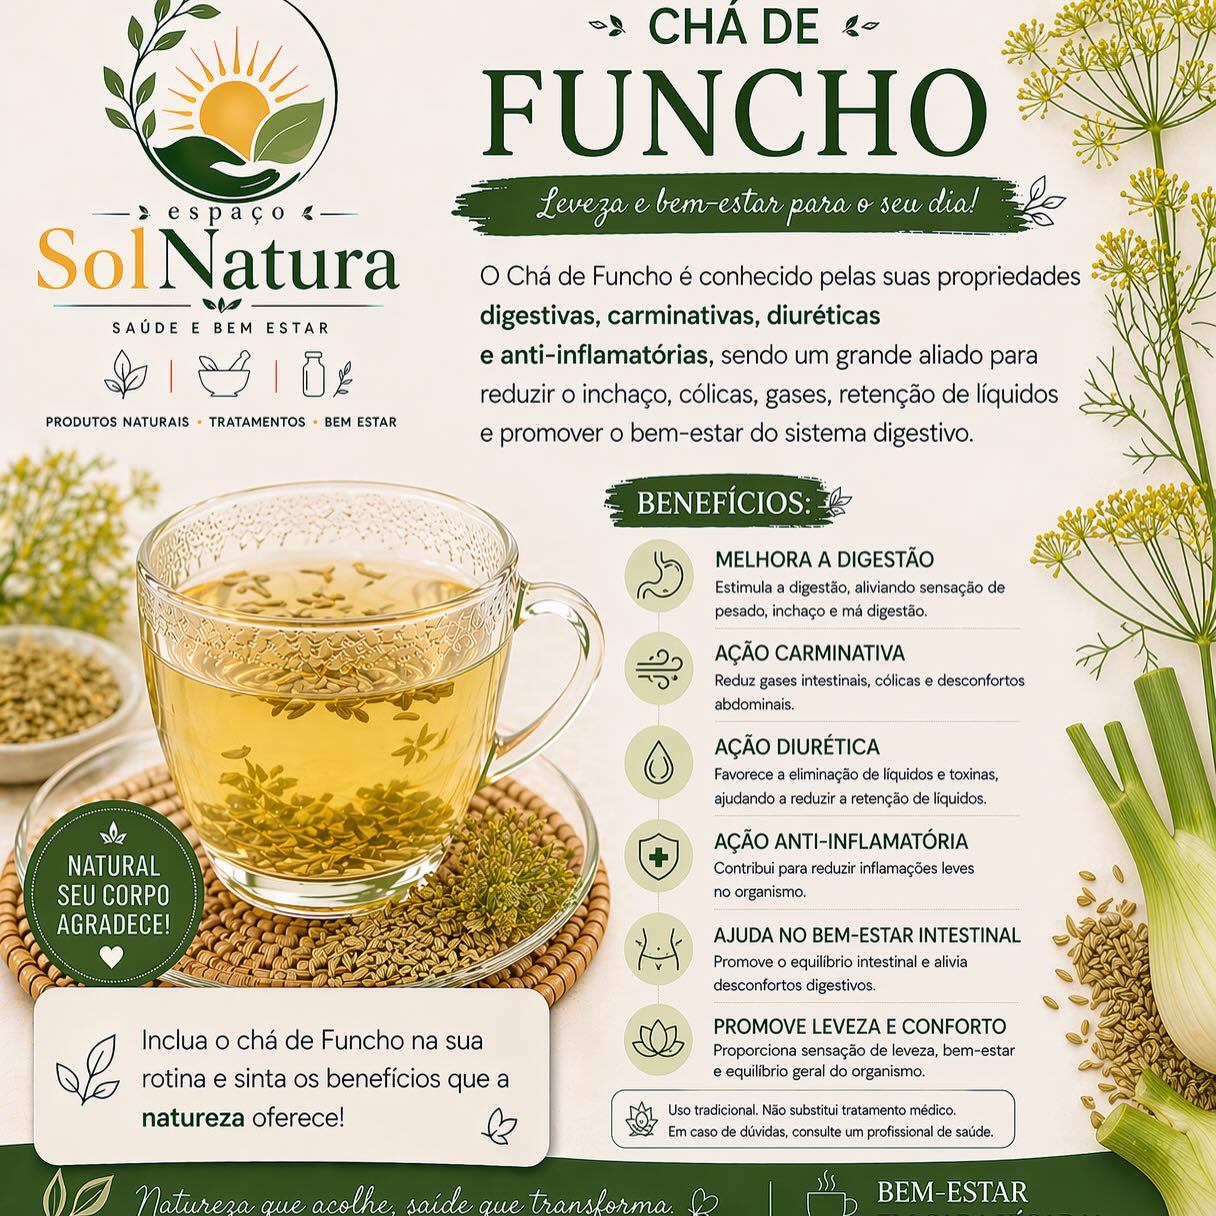 CHÁ DE
FUNCHO
Leveza e bem-estar para o seu dia!
espaço
SolNatura
SAÚDE E BEM ESTAR
PRODUTOS NATURAIS • TRATAMENTOS • BEM ESTAR
O Chá de Funcho é conhecido pelas suas propriedades
digestivas, carminativas, diuréticas
e anti-inflamatórias, sendo um grande aliado para
reduzir o inchaço, cólicas, gases, retenção de líquidos
e promover o bem-estar do sistema digestivo.
BENEFÍCIOS:
MELHORA A DIGESTÃO
Estimula a digestão, aliviando sensação de
pesado, inchaço e má digestão.
AÇÃO CARMINATIVA
Reduz gases intestinais, cólicas e desconfortos
abdominais.
AÇÃO DIURÉTICA
Favorece a eliminação de líquidos e toxinas,
ajudando a reduzir a retenção de líquidos.
AÇÃO ANTI-INFLAMATÓRIA
Contribui para reduzir inflamações leves
no organismo.
AJUDA NO BEM-ESTAR INTESTINAL
Promove o equilíbrio intestinal e alivia
desconfortos digestivos.
PROMOVE LEVEZA E CONFORTO
Proporciona sensação de leveza, bem-estar
e equilíbrio geral do organismo.
NATURAL
SEU CORPO
AGRADECE!
Inclua o chá de Funcho na sua
rotina e sinta os benefícios que a
natureza oferece!
Uso tradicional. Não substitui tratamento médico.
Em caso de dúvidas, consulte um profissional de saúde.
Natureza que acolhe, saúde que transforma.
BEM-ESTAR